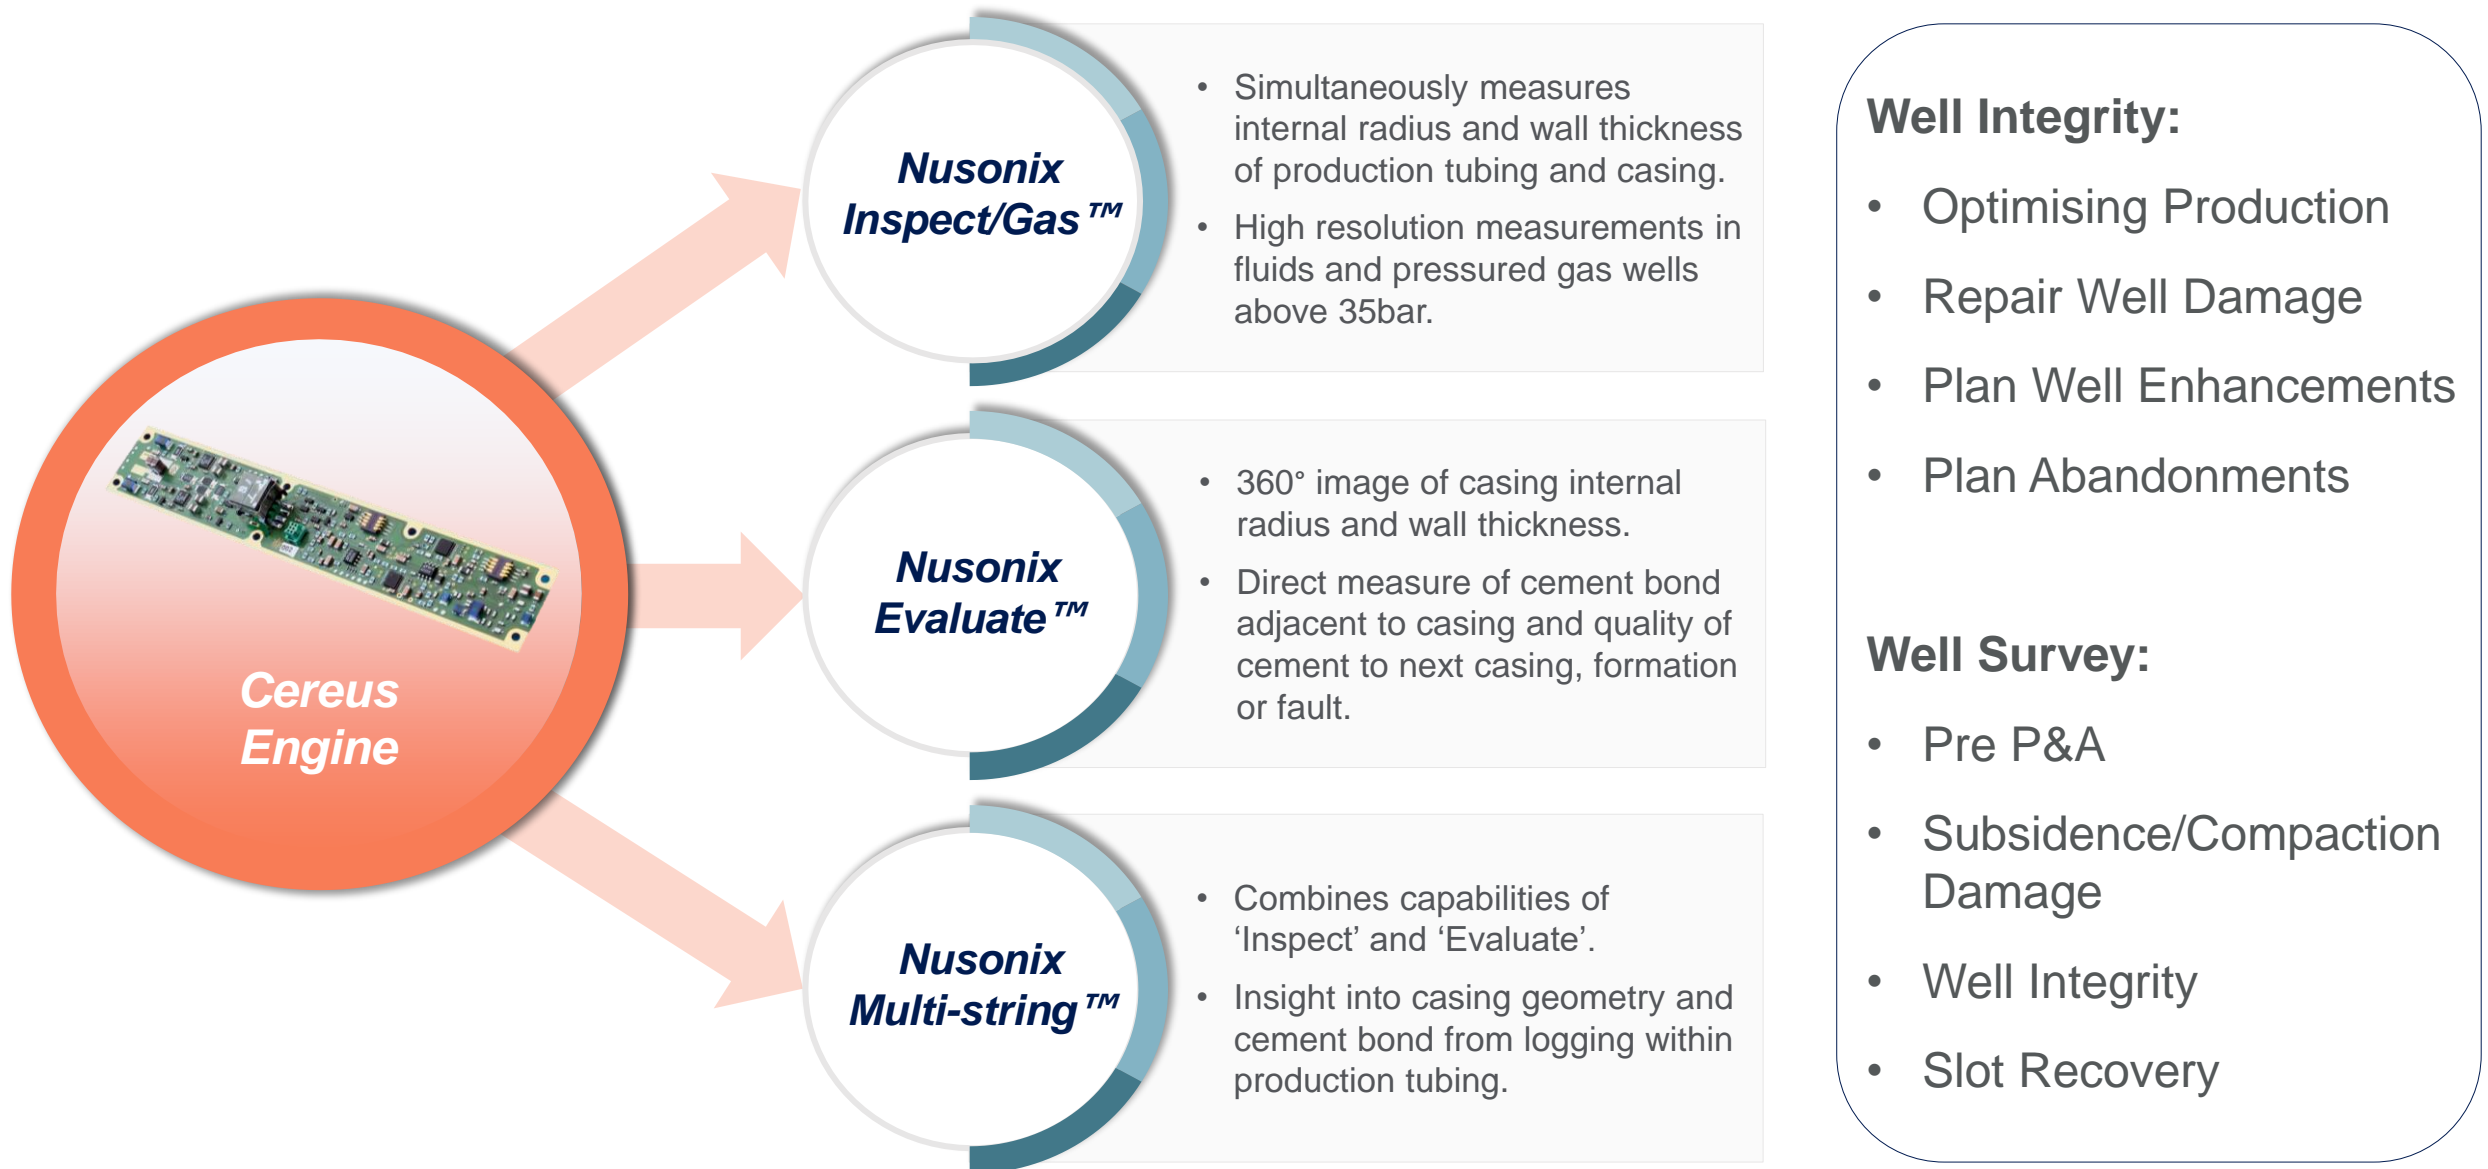 Cereus
Engine
Nusonix
Inspect/Gas™
• Simultaneously measures
internal radius and wall thickness
of production tubing and casing.
• High resolution measurements in
fluids and pressured gas wells
above 35bar.
Nusonix
Evaluate™
• 360° image of casing internal
radius and wall thickness.
• Direct measure of cement bond
adjacent to casing and quality of
cement to next casing, formation
or fault.
Nusonix
Multi-string™
• Combines capabilities of
‘Inspect’ and ‘Evaluate’.
• Insight into casing geometry and
cement bond from logging within
production tubing.
Well Integrity:
• Optimising Production
• Repair Well Damage
• Plan Well Enhancements
• Plan Abandonments
Well Survey:
• Pre P&A
• Subsidence/Compaction
Damage
• Well Integrity
• Slot Recovery